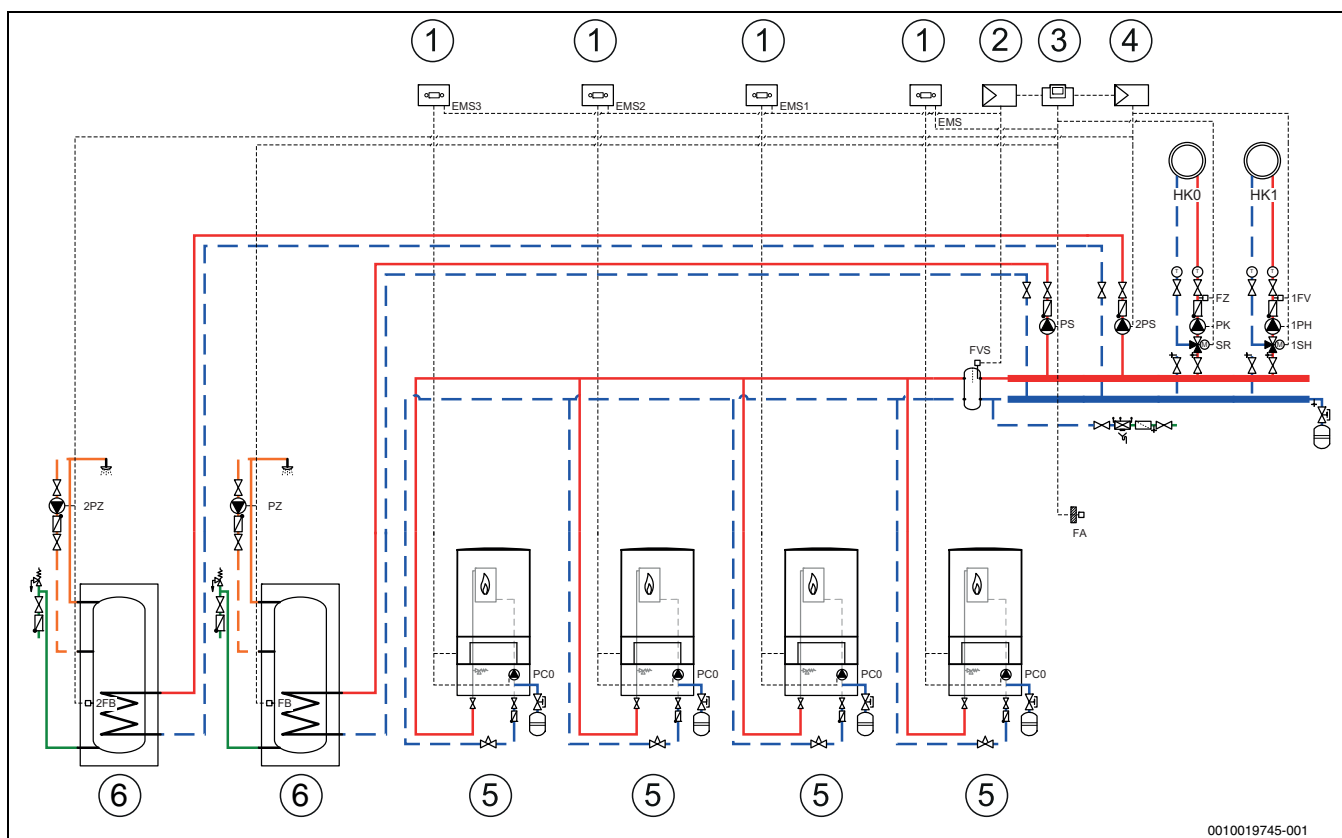 1 1 1 1 2 3 4
EMS3 EMS2 EMS1 EMS
HK0 HK1
T T T T
FZ 1FV
PS 2PS PK 1PH
M SR M 1SH
FVS
2PZ PZ
FA
PC0 PC0 PC0 PC0
2FB FB
6 6 5 5 5 5
0010019745-001